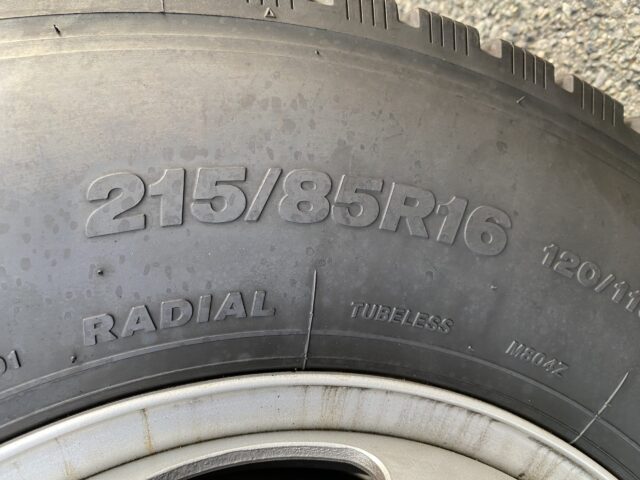 215/85R16
120/11
RADIAL
TUBELESS
M804Z